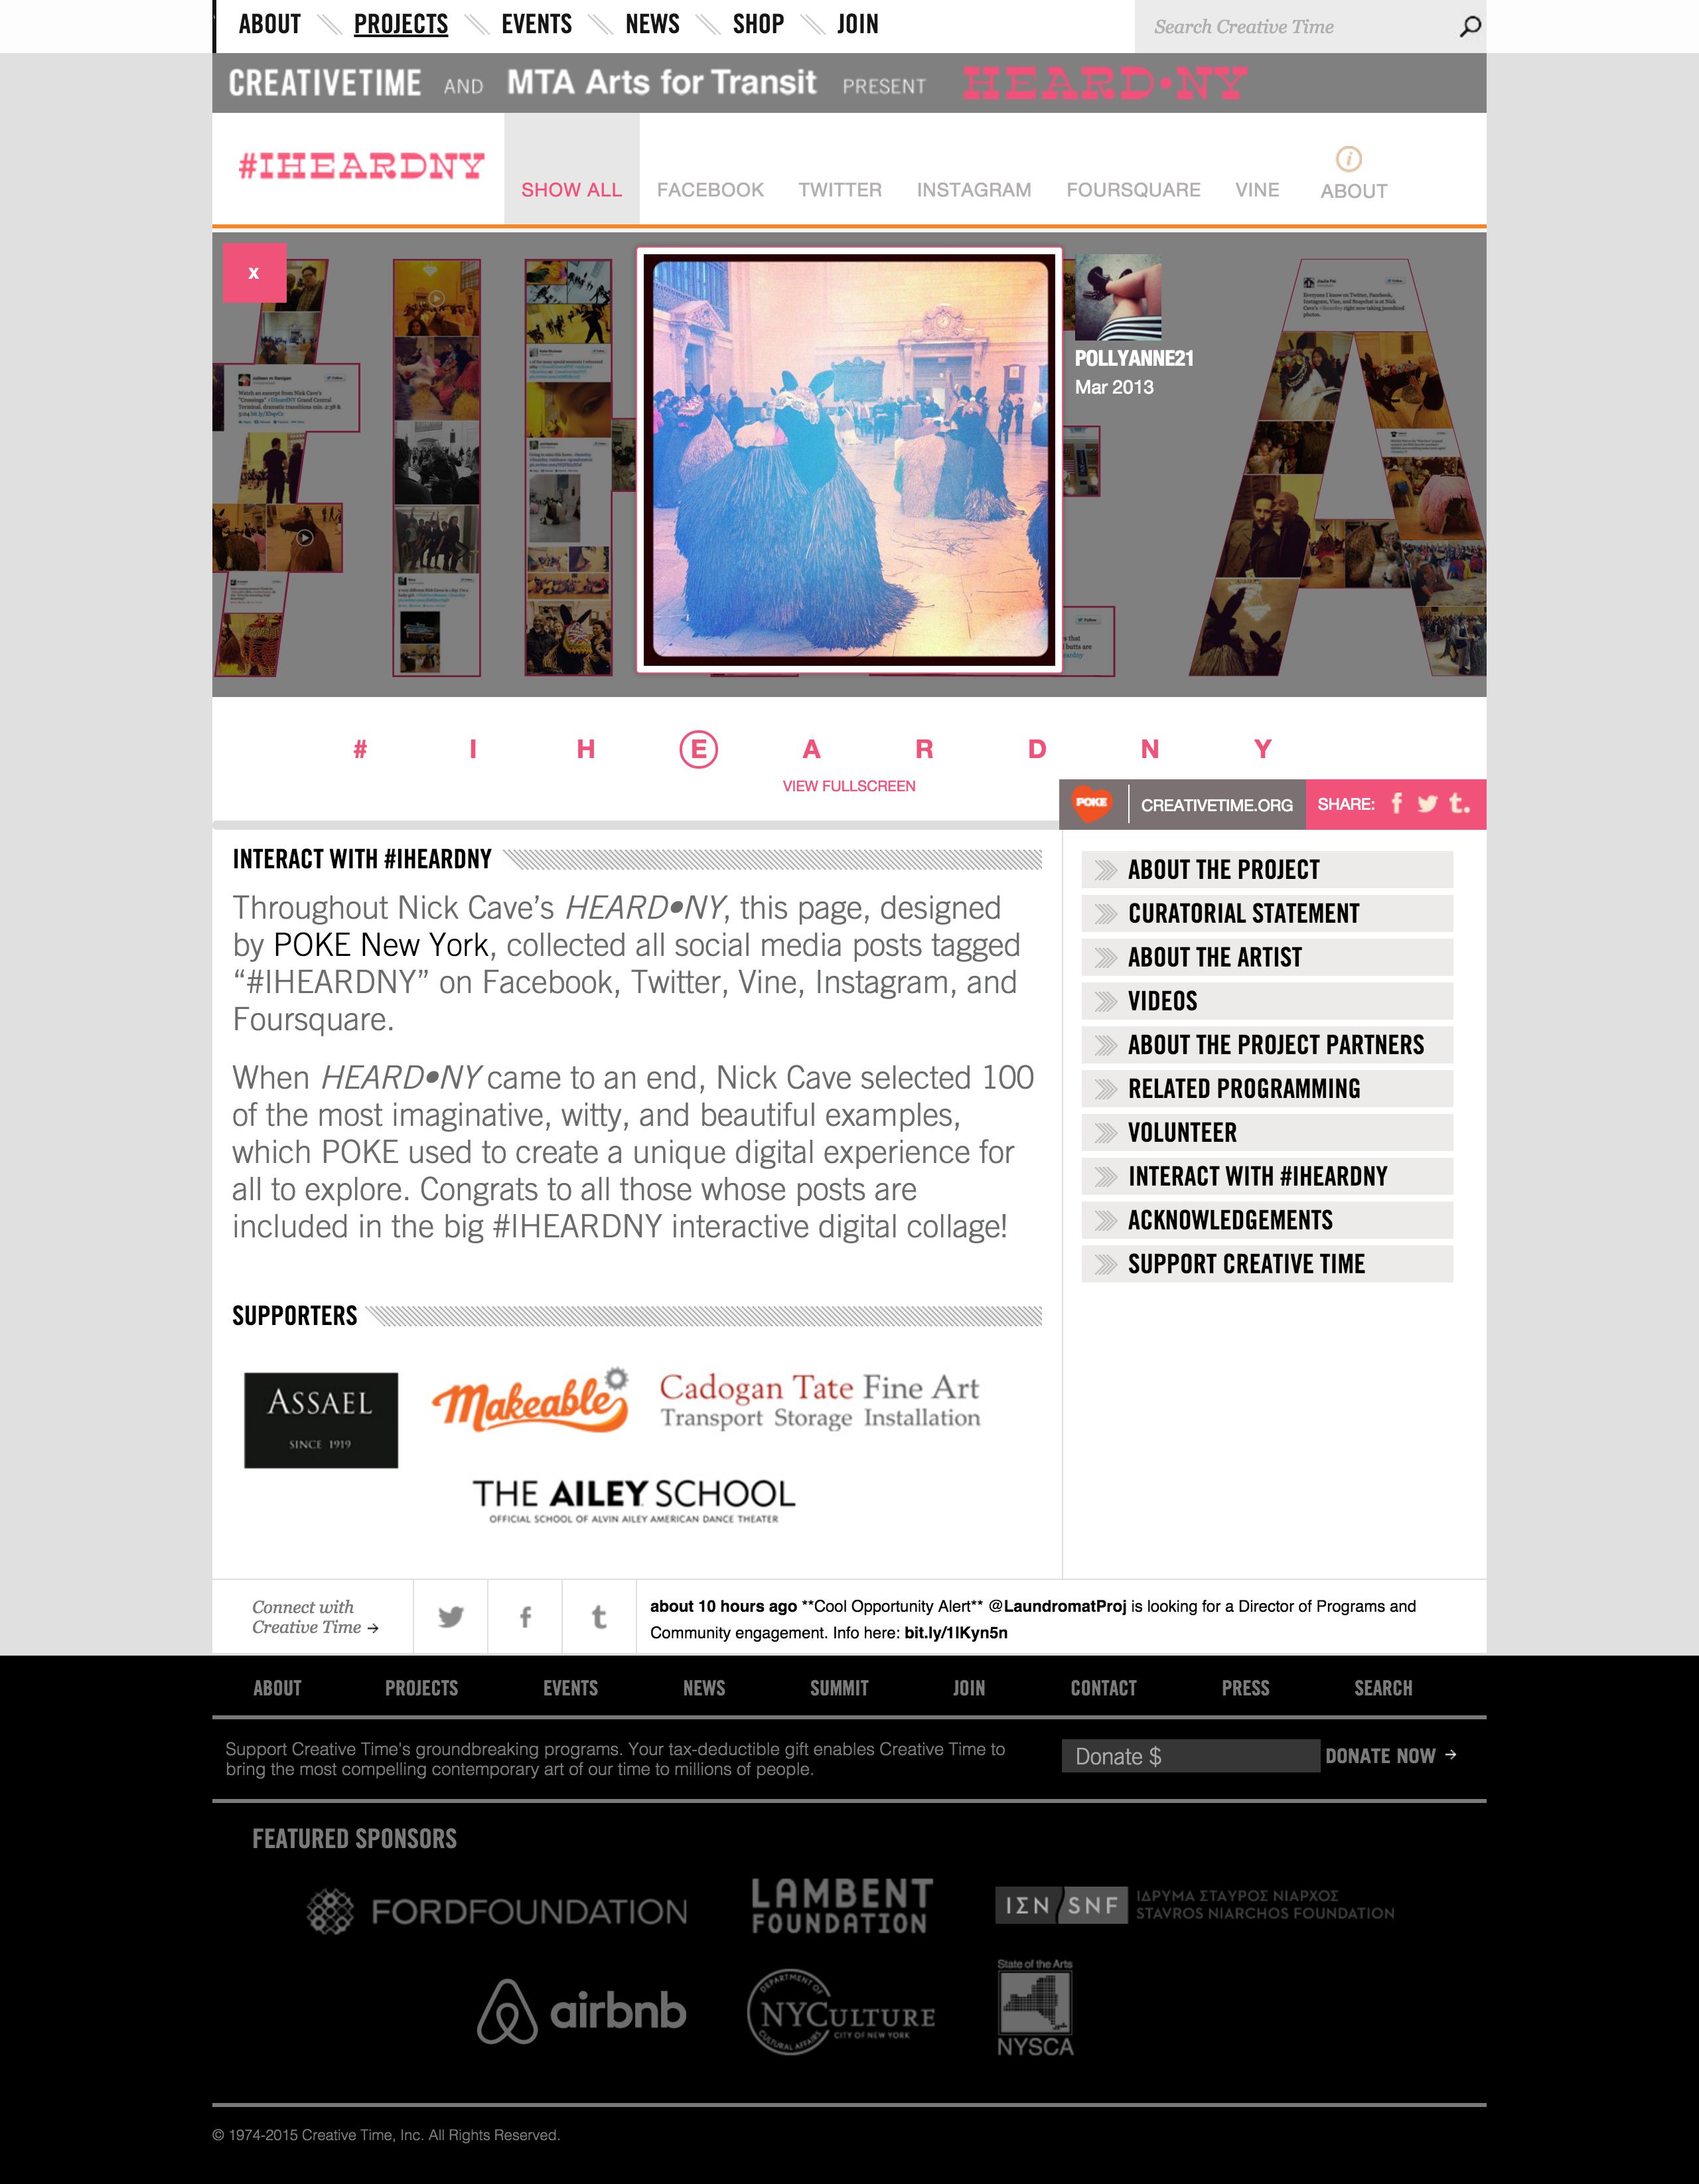 ABOUT PROJECTS EVENTS NEWS SHOP JOIN Search Creative Time
CREATIVETIME AND MTA Arts for Transit PRESENT HEARD•NY
#IHEARDNY SHOW ALL FACEBOOK TWITTER INSTAGRAM FOURSQUARE VINE ABOUT
x
POLLYANNE21
Mar 2013
# I H E A R D N Y
VIEW FULLSCREEN
POKE CREATIVETIME.ORG SHARE:
INTERACT WITH #IHEARDNY
Throughout Nick Cave’s HEARD•NY, this page, designed
by POKE New York, collected all social media posts tagged
“#IHEARDNY” on Facebook, Twitter, Vine, Instagram, and
Foursquare.
When HEARD•NY came to an end, Nick Cave selected 100
of the most imaginative, witty, and beautiful examples,
which POKE used to create a unique digital experience for
all to explore. Congrats to all those whose posts are
included in the big #IHEARDNY interactive digital collage!
ABOUT THE PROJECT
CURATORIAL STATEMENT
ABOUT THE ARTIST
VIDEOS
ABOUT THE PROJECT PARTNERS
RELATED PROGRAMMING
VOLUNTEER
INTERACT WITH #IHEARDNY
ACKNOWLEDGEMENTS
SUPPORT CREATIVE TIME
SUPPORTERS
ASSAEL
SINCE 1919
Makeable
Cadogan Tate Fine Art
Transport Storage Installation
THE AILEY SCHOOL
OFFICIAL SCHOOL OF ALVIN AILEY AMERICAN DANCE THEATER
Connect with
Creative Time →
about 10 hours ago **Cool Opportunity Alert** @LaundromatProj is looking for a Director of Programs and
Community engagement. Info here: bit.ly/1lKyn5n
ABOUT PROJECTS EVENTS NEWS SUMMIT JOIN CONTACT PRESS SEARCH
Support Creative Time's groundbreaking programs. Your tax-deductible gift enables Creative Time to
bring the most compelling contemporary art of our time to millions of people.
Donate $ DONATE NOW →
FEATURED SPONSORS
FORDFOUNDATION
LAMBENT
FOUNDATION
ΙΣΝ/SNF
ΙΔΡΥΜΑ ΣΤΑΥΡΟΣ ΝΙΑΡΧΟΣ
STAVROS NIARCHOS FOUNDATION
airbnb
DEPARTMENT OF
NYCULTURE
CITY OF NEW YORK
CULTURAL AFFAIRS
State of the Arts
NYSCA
© 1974-2015 Creative Time, Inc. All Rights Reserved.